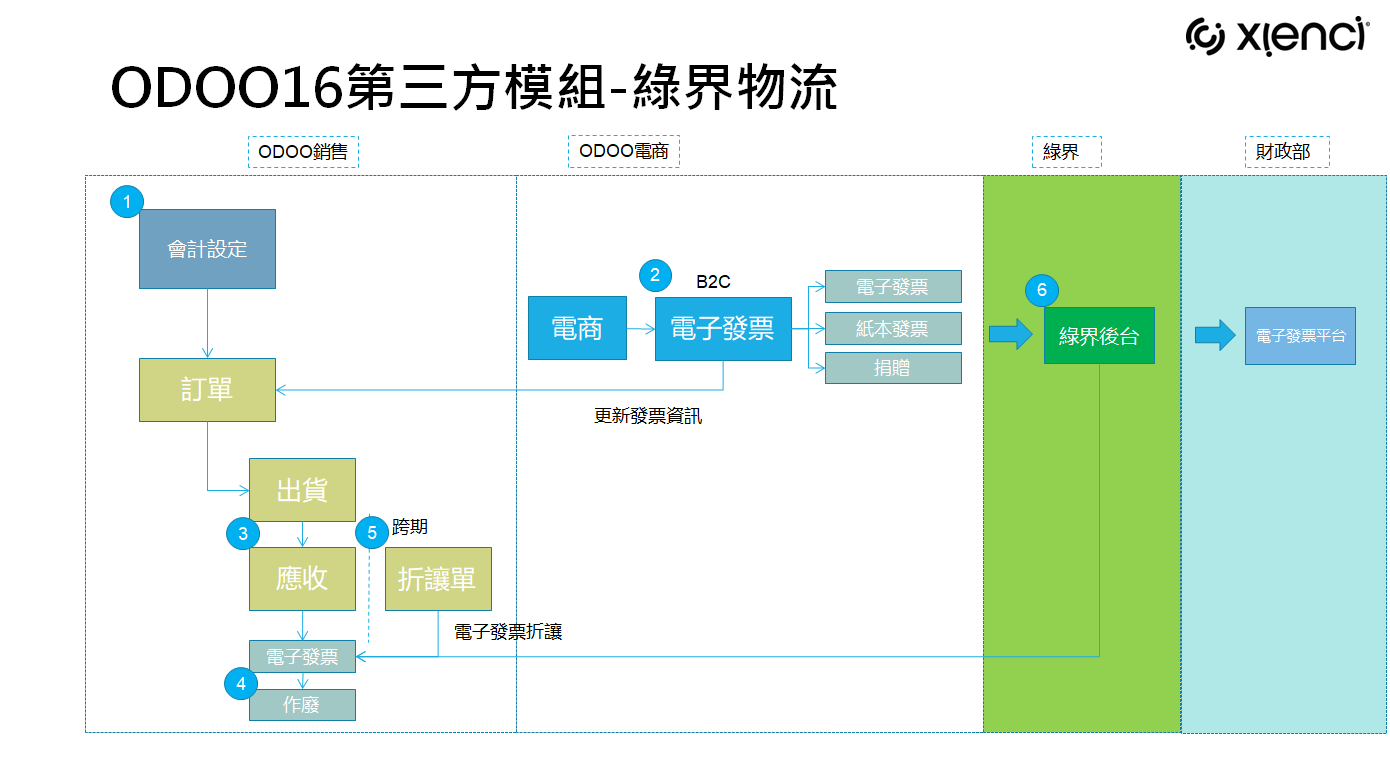 xienci
ODOO16第三方模組-綠界物流
ODOO銷售
ODOO電商
綠界
財政部
1
會計設定
2
B2C
電商
電子發票
電子發票
紙本發票
捐贈
6
綠界後台
電子發票平台
訂單
更新發票資訊
出貨
3
5
跨期
應收
折讓單
電子發票折讓
電子發票
4
作廢